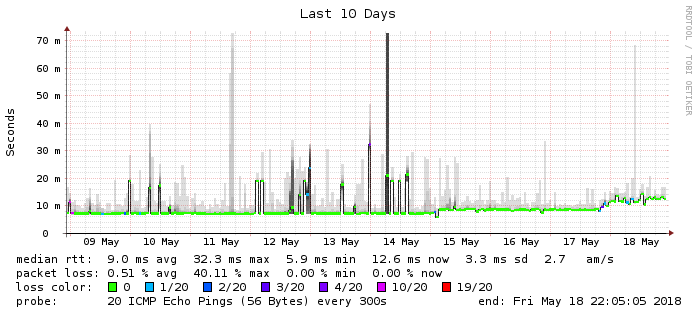 Last 10 Days
RRDTOOL / TOBI OETIKER
Seconds
70 m
60 m
50 m
40 m
30 m
20 m
10 m
0
09 May 10 May 11 May 12 May 13 May 14 May 15 May 16 May 17 May 18 May
median rtt: 9.0 ms avg 32.3 ms max 5.9 ms min 12.6 ms now 3.3 ms sd 2.7 am/s
packet loss: 0.51 % avg 40.11 % max 0.00 % min 0.00 % now
loss color: 0 1/20 2/20 3/20 4/20 10/20 19/20
probe: 20 ICMP Echo Pings (56 Bytes) every 300s end: Fri May 18 22:05:05 2018